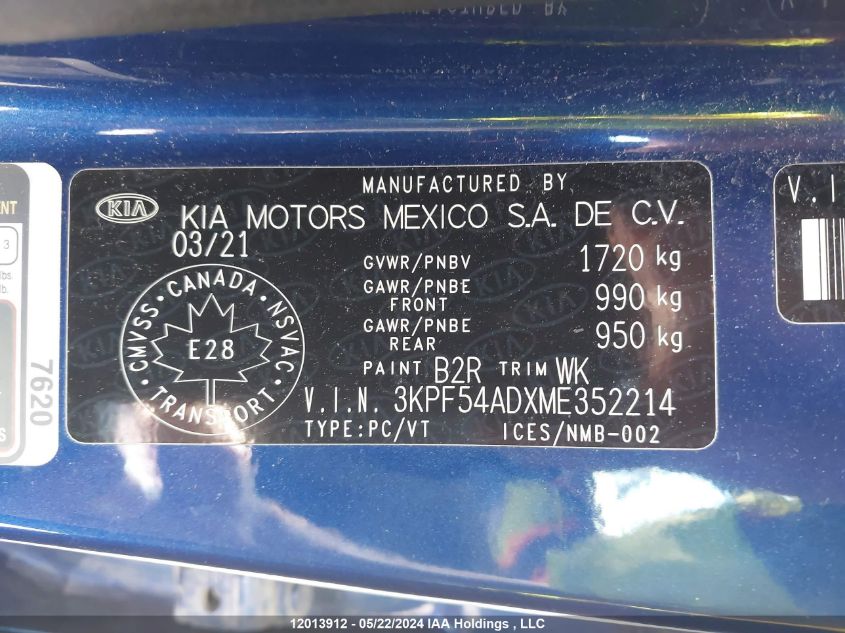 MANUFACTURED BY
KIA KIA MOTORS MEXICO S.A. DE C.V.
03/21
GVWR/PNBV 1720 kg
GAWR/PNBE FRONT 990 kg
GAWR/PNBE REAR 950 kg
PAINT B2R TRIM WK
V.I.N. 3KPF54ADXME352214
TYPE:PC/VT ICES/NMB-002
CANADA
CMVSS NSVAC
E28
TRANSPORT
7620
3
V.I
12013912 - 05/22/2024 IAA Holdings , LLC